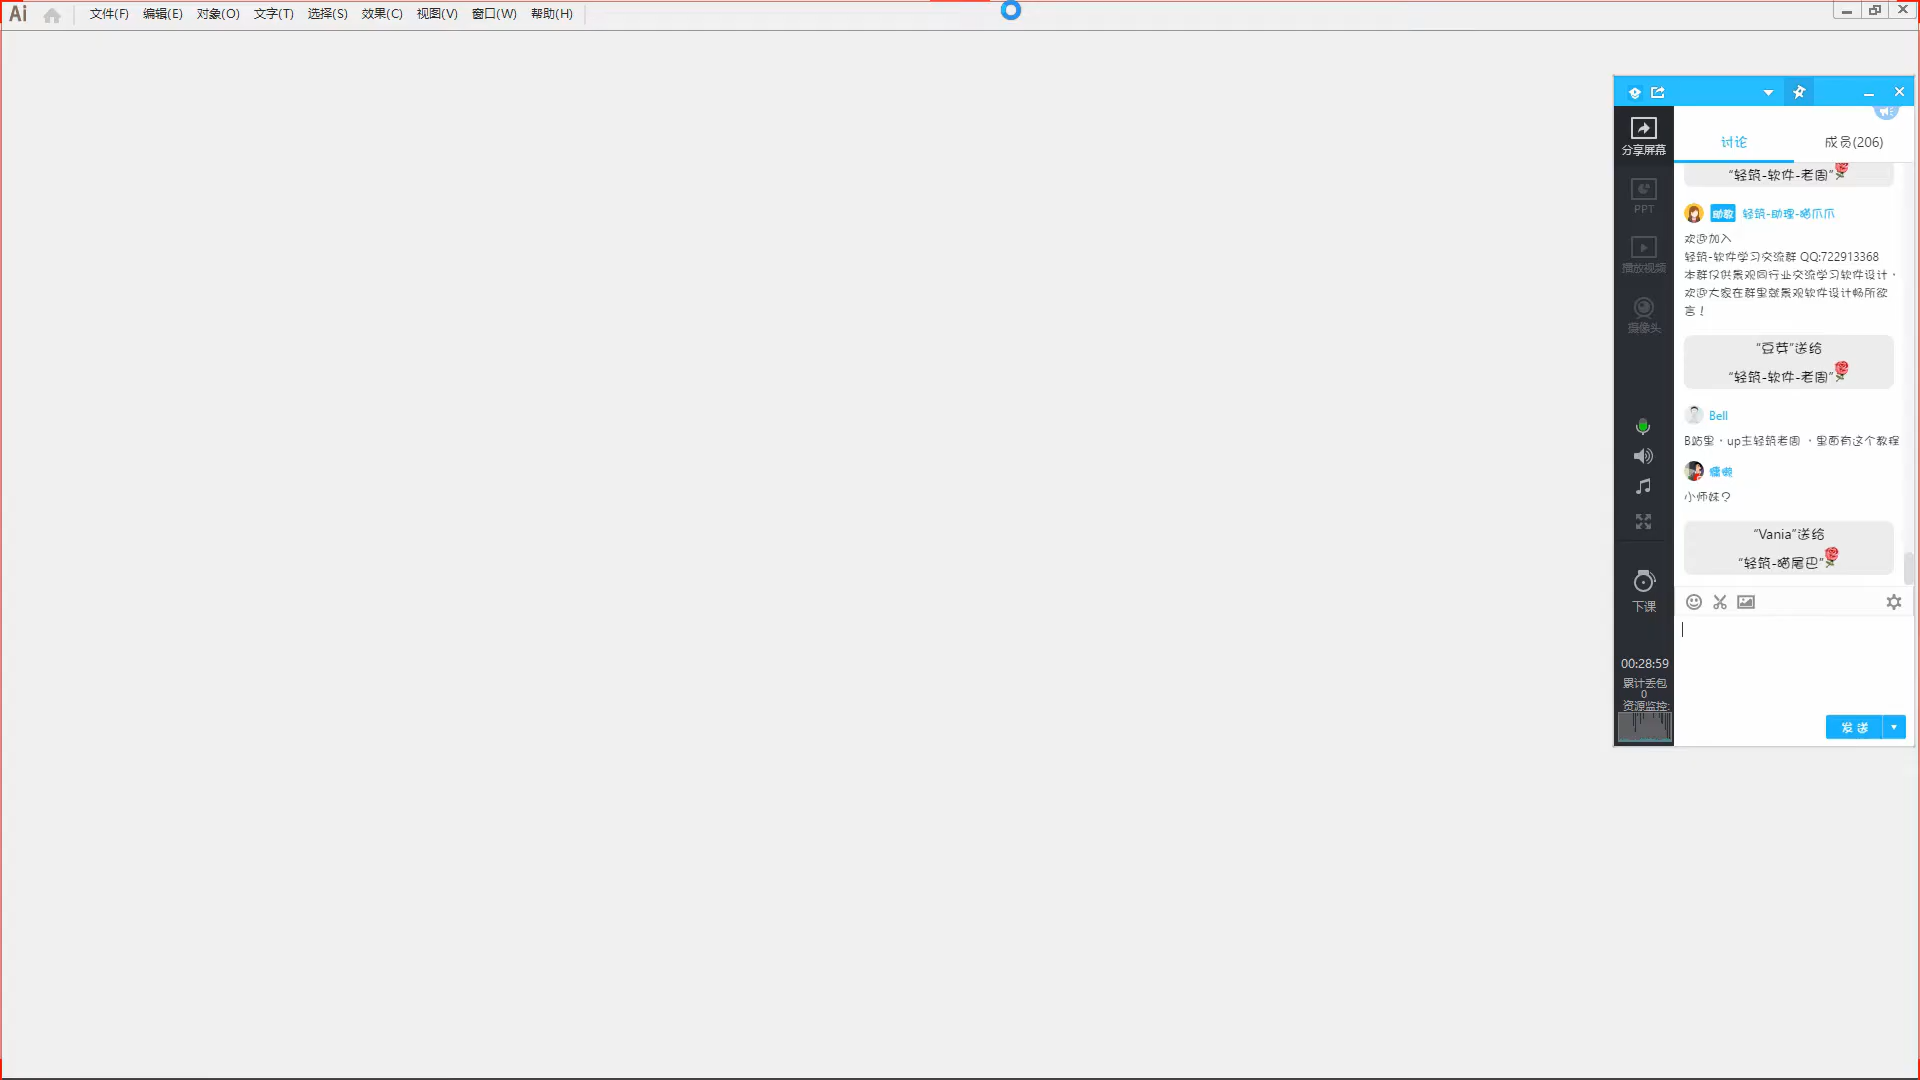 Ai 文件(F) 编辑(E) 对象(O) 文字(T) 选择(S) 效果(C) 视图(V) 窗口(W) 帮助(H)
分享屏幕
PPT
播放视频
摄像头
下课
00:28:59
累计丢包
0
资源监控:
讨论 成员(206)
“轻筑-软件-老周”
助教 轻筑-助理-喵爪爪
欢迎加入
轻筑-软件学习交流群 QQ:722913368
本群仅供景观同行业交流学习软件设计,
欢迎大家在群里就景观软件设计畅所欲
言！
“豆芽”送给
“轻筑-软件-老周”
Bell
B站里，up主轻筑老周 ，里面有这个教程
慵懒
小师妹？
“Vania”送给
“轻筑-喵尾巴”
发 送